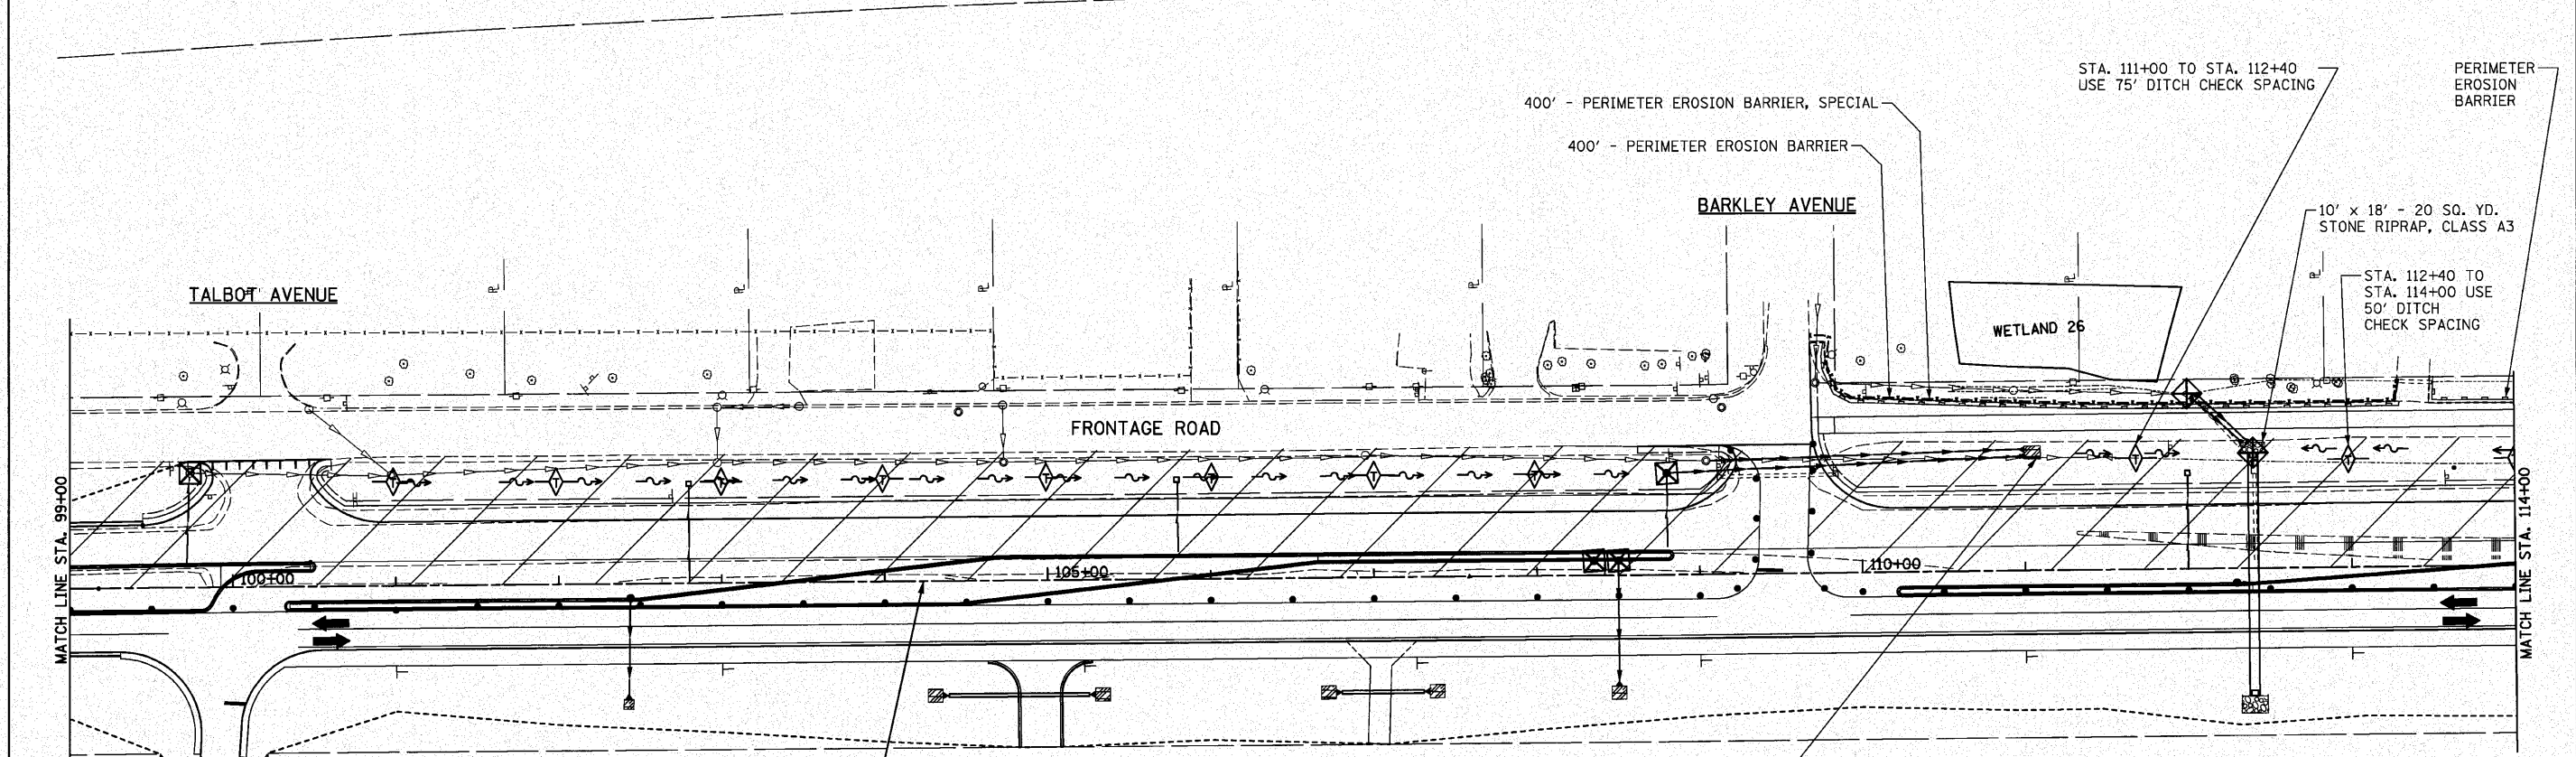 STA. 111+00 TO STA. 112+40
USE 75' DITCH CHECK SPACING
PERIMETER
EROSION
BARRIER
400' - PERIMETER EROSION BARRIER, SPECIAL
400' - PERIMETER EROSION BARRIER
BARKLEY AVENUE
10' x 18' - 20 SQ. YD.
STONE RIPRAP, CLASS A3
STA. 112+40 TO
STA. 114+00 USE
50' DITCH
CHECK SPACING
TALBOT AVENUE
WETLAND 26
FRONTAGE ROAD
MATCH LINE STA. 99+00
100+00
105+00
110+00
MATCH LINE STA. 114+00